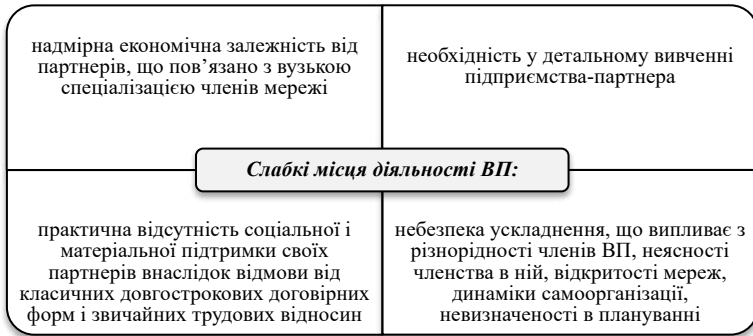 надмірна економічна залежність від
партнерів, що пов’язано з вузькою
спеціалізацією членів мережі
необхідність у детальному вивченні
підприємства-партнера
Слабкі місця діяльності ВП:
практична відсутність соціальної і
матеріальної підтримки своїх
партнерів внаслідок відмови від
класичних довгострокових договірних
форм і звичайних трудових відносин
небезпека ускладнення, що випливає з
різнорідності членів ВП, неясності
членства в ній, відкритості мереж,
динаміки самоорганізації,
невизначеності в плануванні